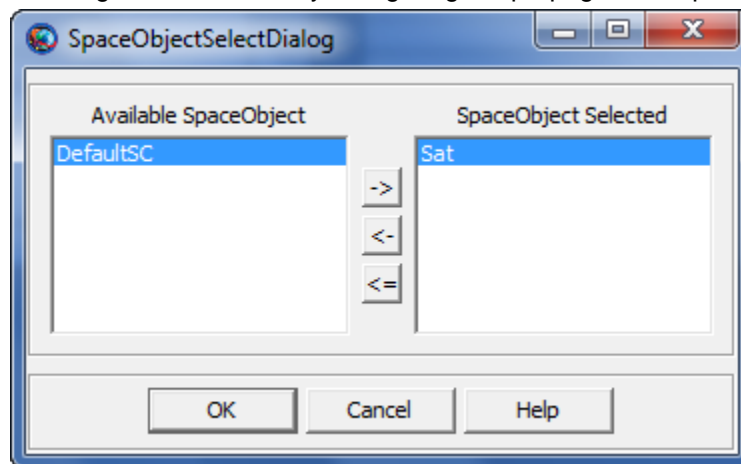 SpaceObjectSelectDialog
Available SpaceObject
SpaceObject Selected
DefaultSC
Sat
->
<-
<=
OK
Cancel
Help